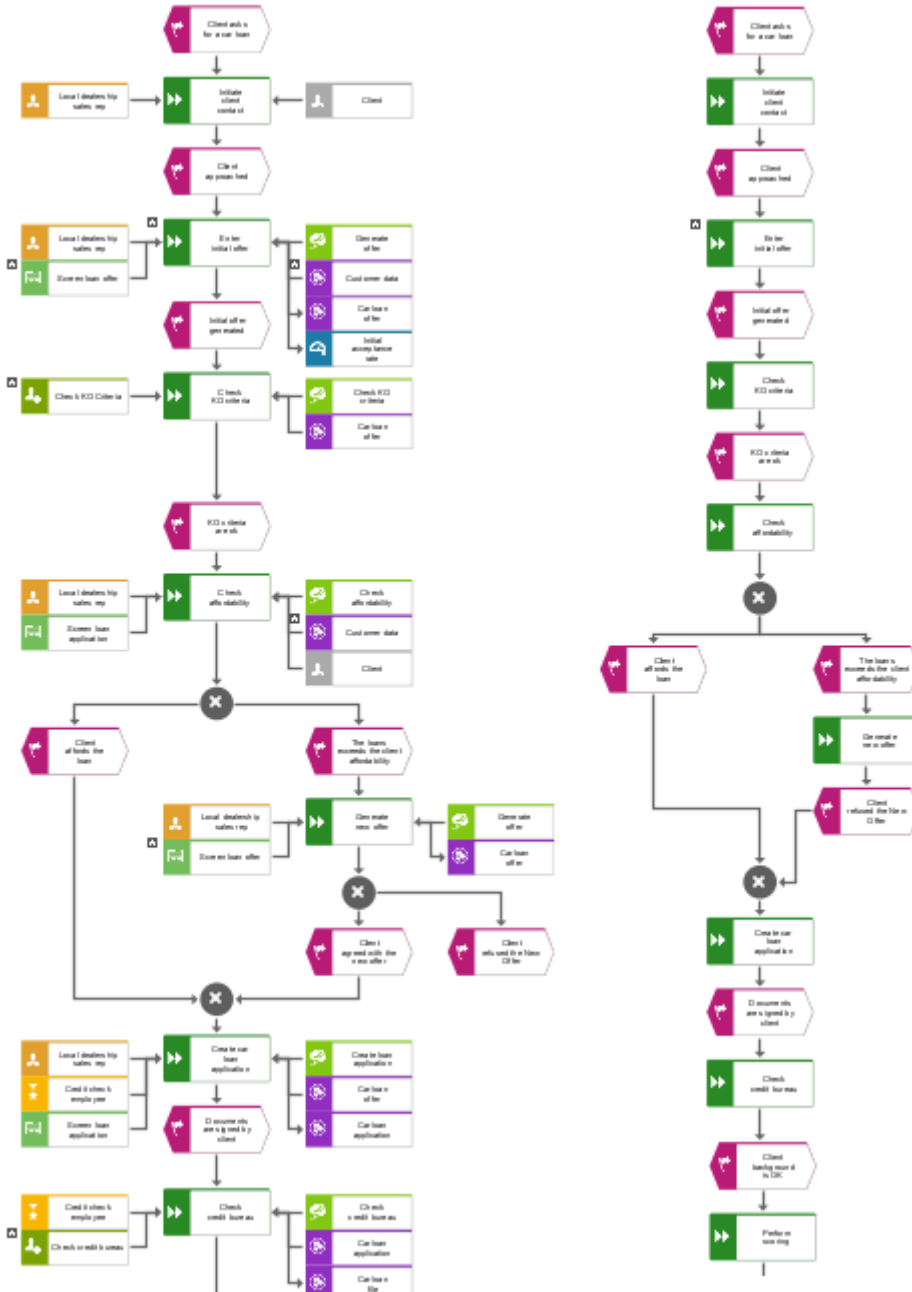 Client asks
for a car loan
Client asks
for a car loan
Local dealership
sales rep
Initiate
client
contact
Client
Initiate
client
contact
Client
approached
Client
approached
Local dealership
sales rep
Enter
initial offer
Generate
offer
Enter
initial offer
Screen loan offer
Customer data
Car loan
offer
Initial offer
generated
Initial offer
generated
Initial
acceptance
rate
Check KO Criteria
Check
KO criteria
Check KO
criteria
Check
KO criteria
Car loan
offer
KO criteria
are ok
KO criteria
are ok
Check
affordability
Local dealership
sales rep
Check
affordability
Check
affordability
Screen loan
application
Customer data
Client
Client
affords the
loan
The loans
exceeds the client
affordability
Client
affords the
loan
The loans
exceeds the client
affordability
Generate
new offer
Local dealership
sales rep
Generate
new offer
Generate
offer
Client
refused the New
Offer
Screen loan offer
Car loan
offer
Client
agreed with the
new offer
Client
refused the New
Offer
Create car
loan
application
Documents
are signed by
client
Local dealership
sales rep
Create car
loan
application
Create loan
application
Credit check
employee
Car loan
offer
Screen loan
application
Documents
are signed by
client
Car loan
application
Check
credit bureau
Client
background
is OK
Credit check
employee
Check
credit bureau
Check
credit bureau
Check credit bureau
Car loan
application
Car loan
file
Perform
scoring